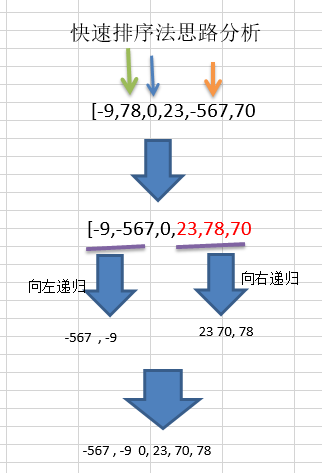 快速排序法思路分析
[-9,78,0,23,-567,70
[-9,-567,0,23,78,70
向左递归
向右递归
-567 , -9
23 70, 78
-567 , -9 0, 23, 70, 78